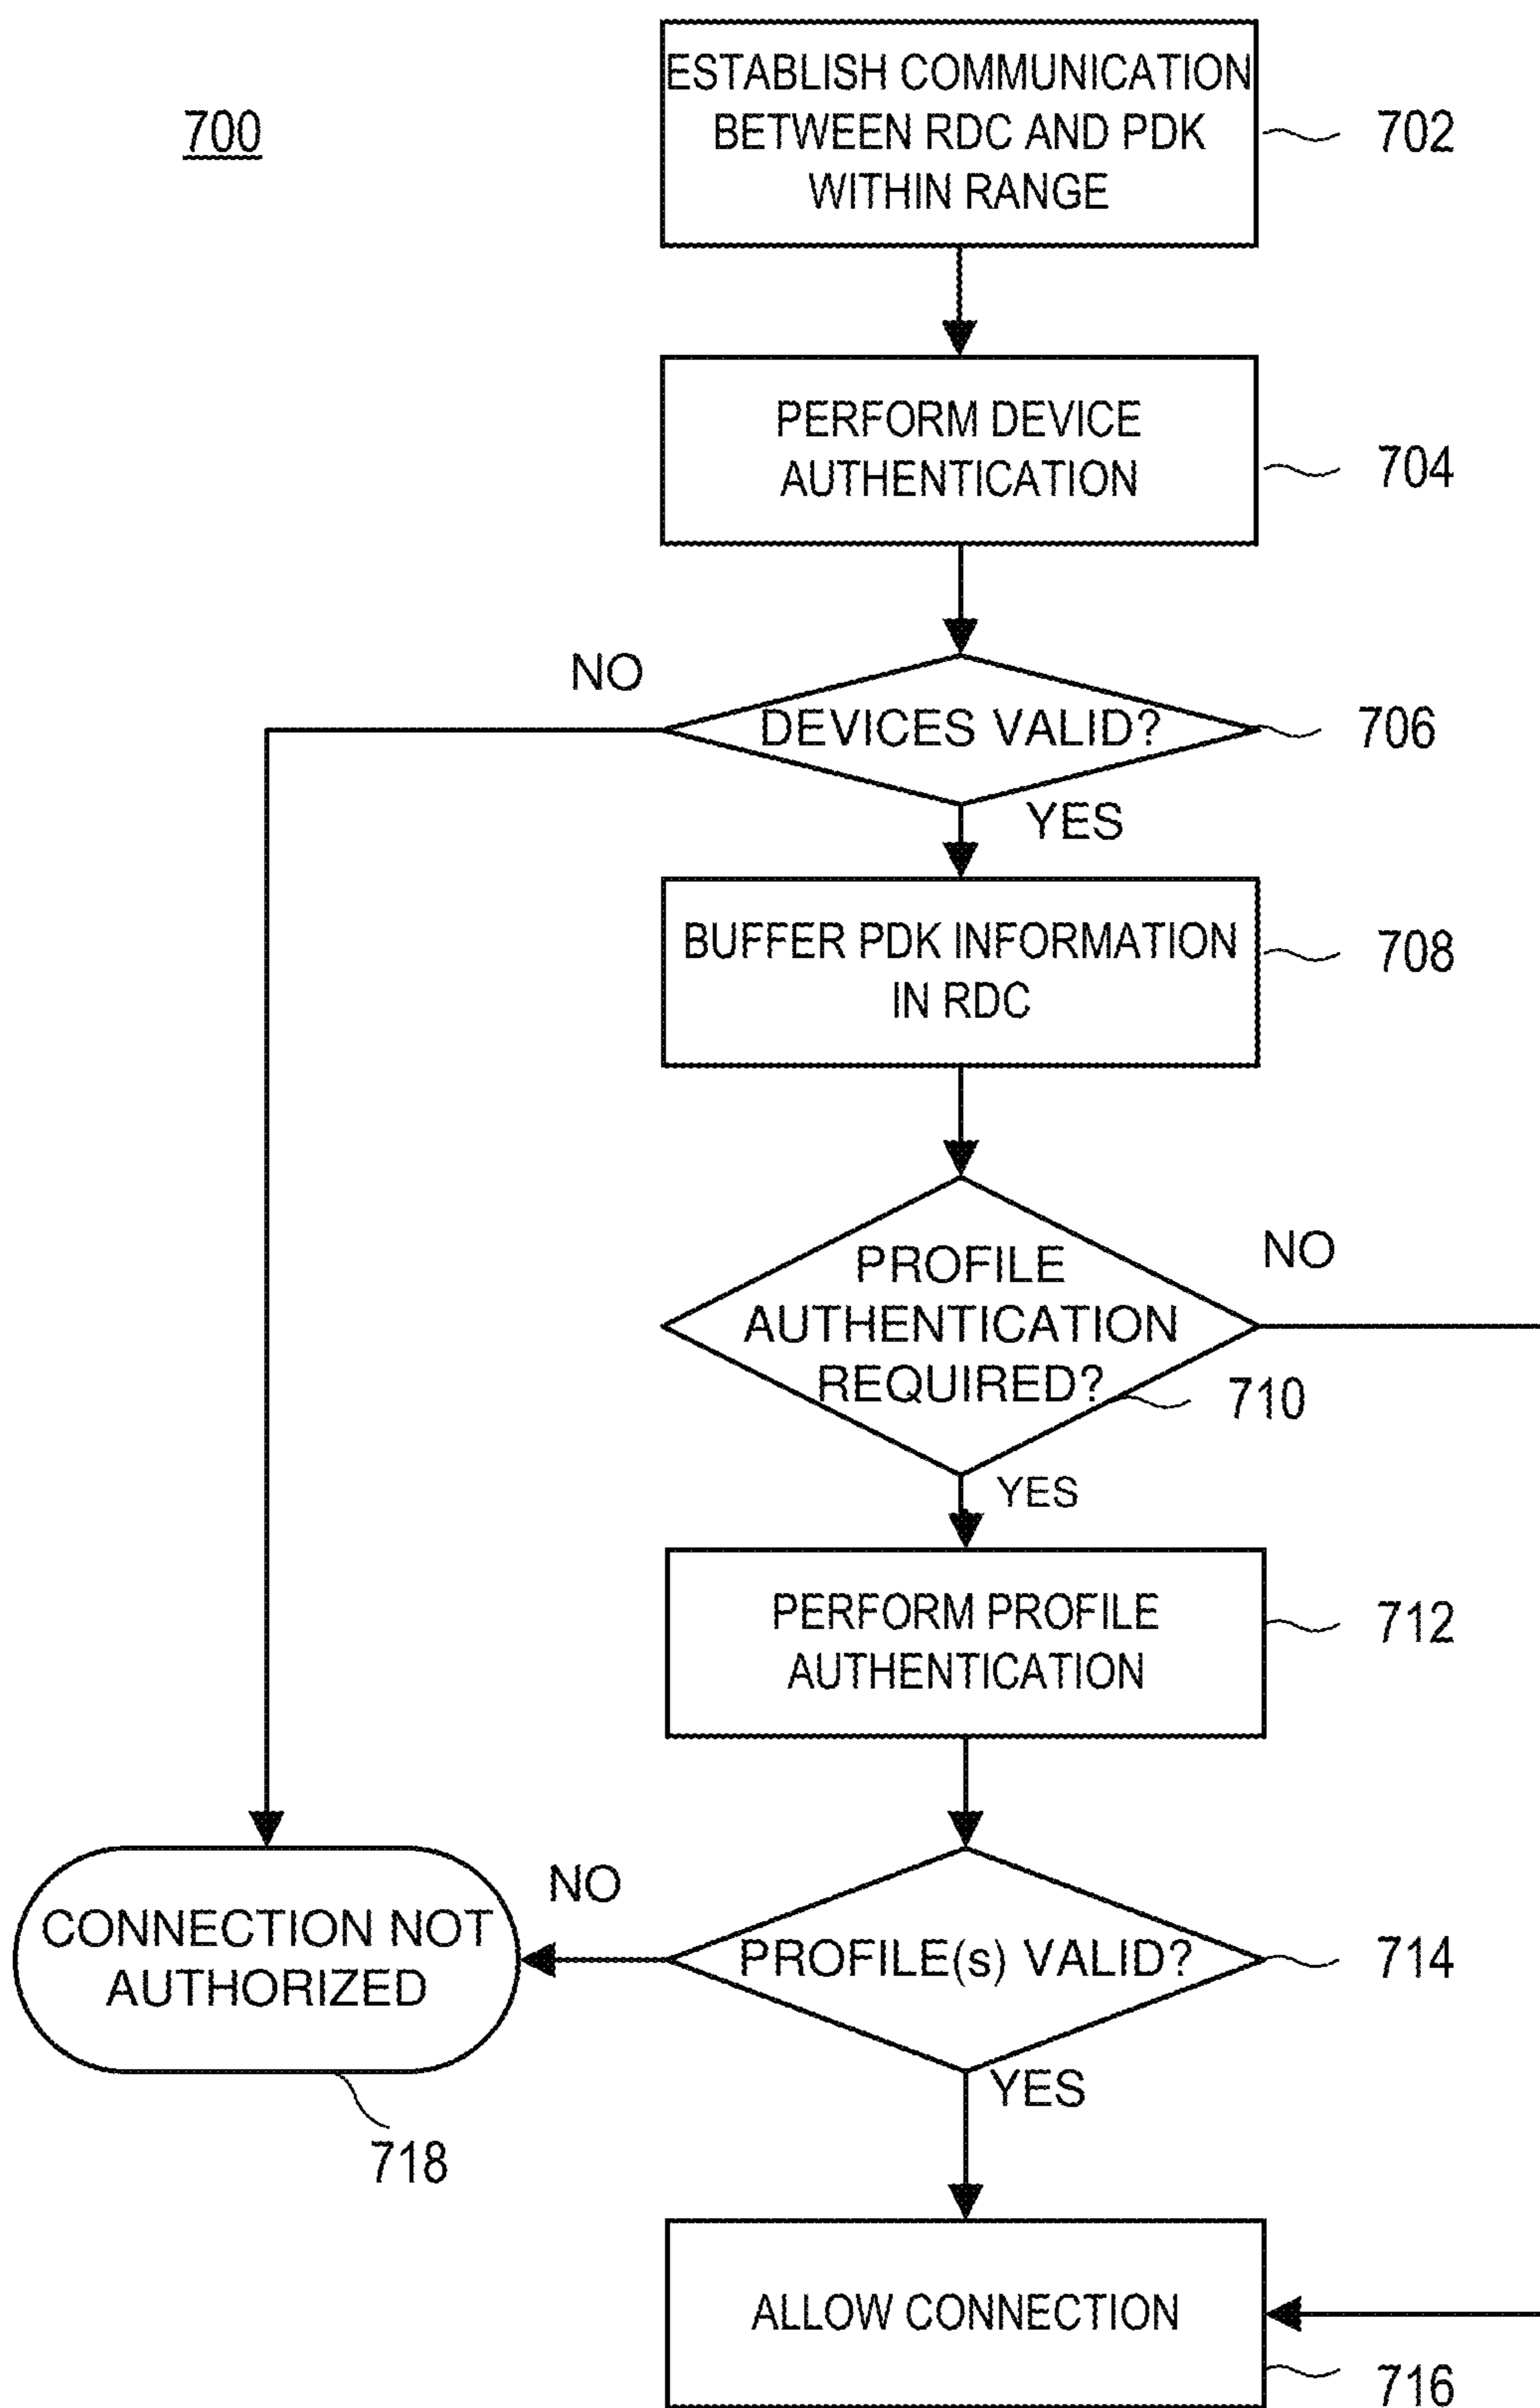 700
ESTABLISH COMMUNICATION
BETWEEN RDC AND PDK
WITHIN RANGE
702
PERFORM DEVICE
AUTHENTICATION
704
NO
DEVICES VALID?
706
YES
BUFFER PDK INFORMATION
IN RDC
708
PROFILE
AUTHENTICATION
REQUIRED?
NO
710
YES
PERFORM PROFILE
AUTHENTICATION
712
CONNECTION NOT
AUTHORIZED
NO
PROFILE(s) VALID?
714
YES
718
ALLOW CONNECTION
716